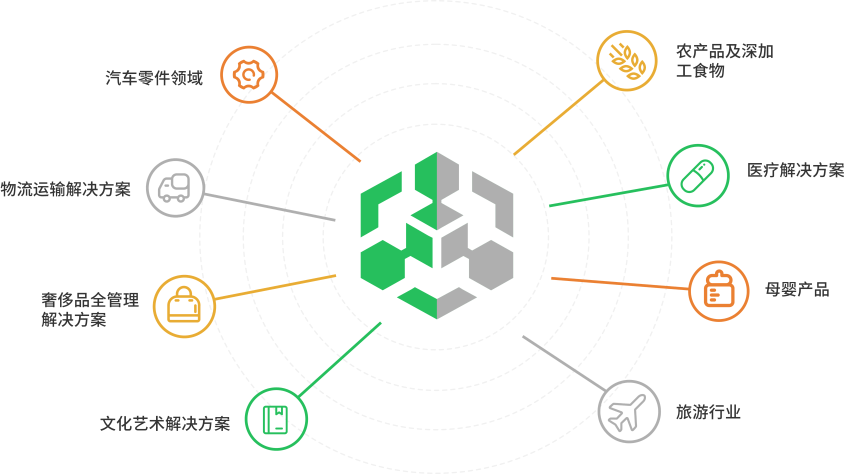 汽车零件领域
农产品及深加
工食物
物流运输解决方案
医疗解决方案
奢侈品全管理
解决方案
母婴产品
文化艺术解决方案
旅游行业